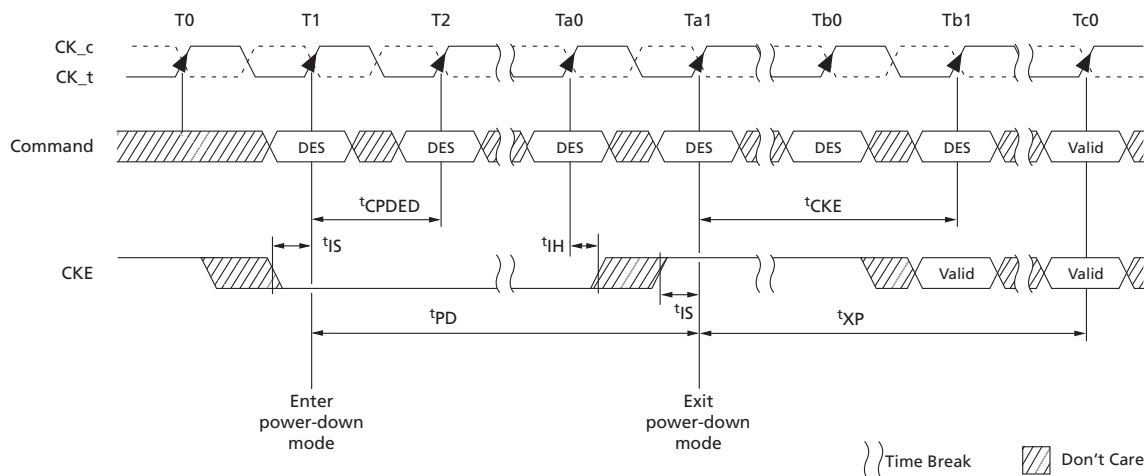 T0 T1 T2 Ta0 Ta1 Tb0 Tb1 Tc0
CK_c
CK_t
Command DES DES DES DES DES DES Valid
tCPDED tCKE
tIS tIH
CKE Valid Valid
tIS
tPD tXP
Enter
power-down
mode
Exit
power-down
mode
Time Break Don't Care